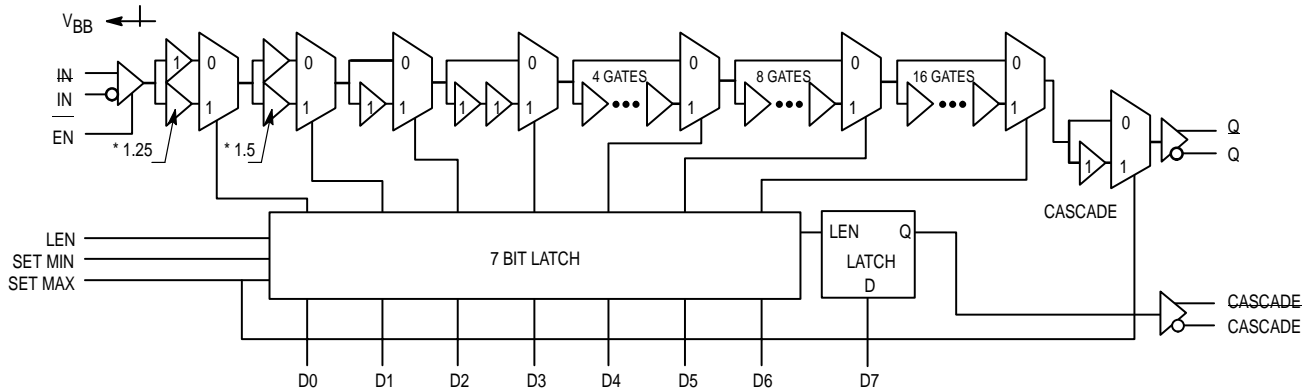 VBB
IN
IN
EN
* 1.25
* 1.5
1
0
1
0
1
1
0
1
1
1
0
1
4 GATES
0
1
8 GATES
0
1
16 GATES
0
1
1
0
1
CASCADE
Q
Q
LEN
SET MIN
SET MAX
7 BIT LATCH
LEN
Q
LATCH
D
CASCADE
CASCADE
D0
D1
D2
D3
D4
D5
D6
D7